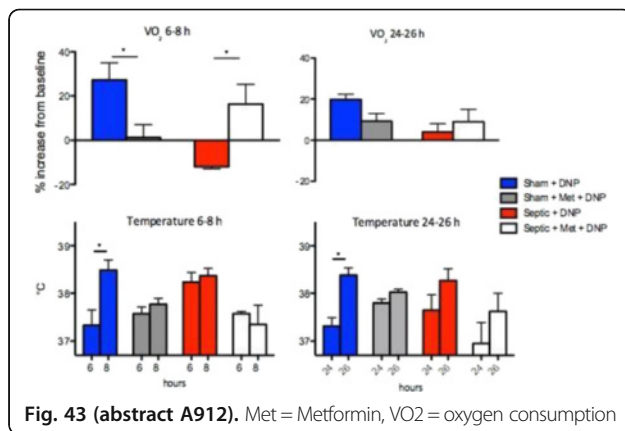 VO2 6-8 h
VO2 24-26 h
% increase from baseline
40
20
0
-20
*
*
40
20
0
-20
Sham + DNP
Sham + Met + DNP
Septic + DNP
Septic + Met + DNP
Temperature 6-8 h
Temperature 24-26 h
°C
39
38
37
*
6 8 6 8 6 8 6 8
hours
39
38
37
*
24 26 24 26 24 26 24 26
hours
Fig. 43 (abstract A912). Met = Metformin, VO2 = oxygen consumption